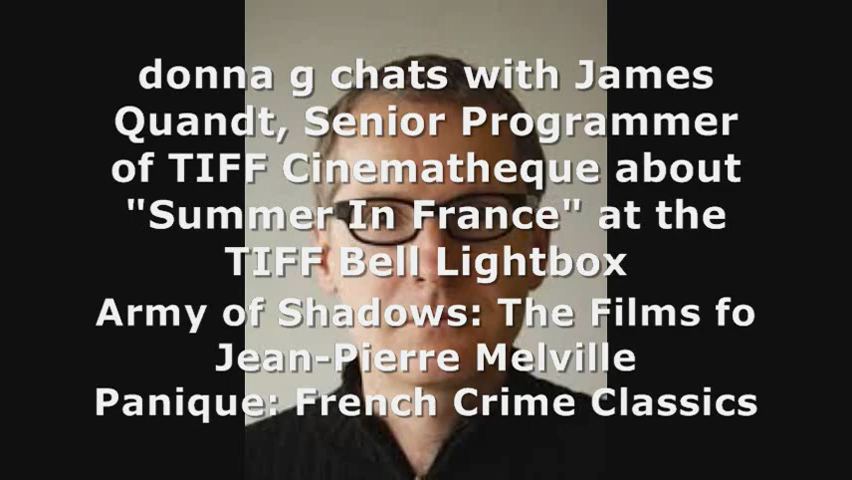 donna g chats with James
Quandt, Senior Programmer
of TIFF Cinematheque about
"Summer In France" at the
TIFF Bell Lightbox
Army of Shadows: The Films fo
Jean-Pierre Melville
Panique: French Crime Classics